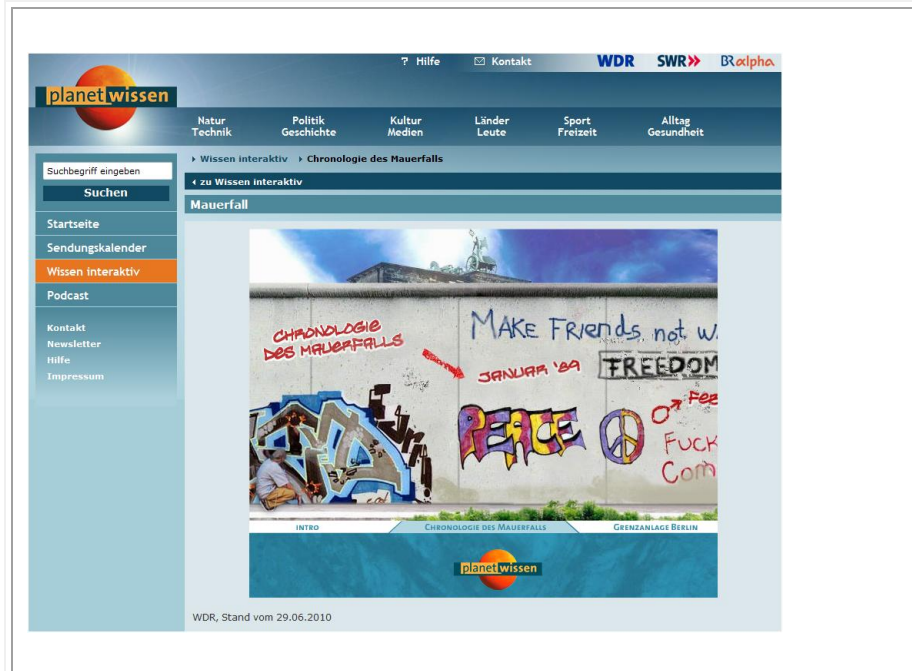 ? Hilfe
Kontakt
WDR
SWR»
BRalpha
planet wissen
Natur
Technik
Politik
Geschichte
Kultur
Medien
Länder
Leute
Sport
Freizeit
Alltag
Gesundheit
Suchbegriff eingeben
Suchen
Startseite
Sendungskalender
Wissen interaktiv
Podcast
Kontakt
Newsletter
Hilfe
Impressum
Wissen interaktiv Chronologie des Mauerfalls
zu Wissen interaktiv
Mauerfall
CHRONOLOGIE
DES MAUERFALLS
JANUAR '89
MAKE FRIENDS not W
FREEDOM
PEACE
FUCK
Com
INTRO
CHRONOLOGIE DES MAUERFALLS
GRENZANLAGE BERLIN
planet wissen
WDR, Stand vom 29.06.2010